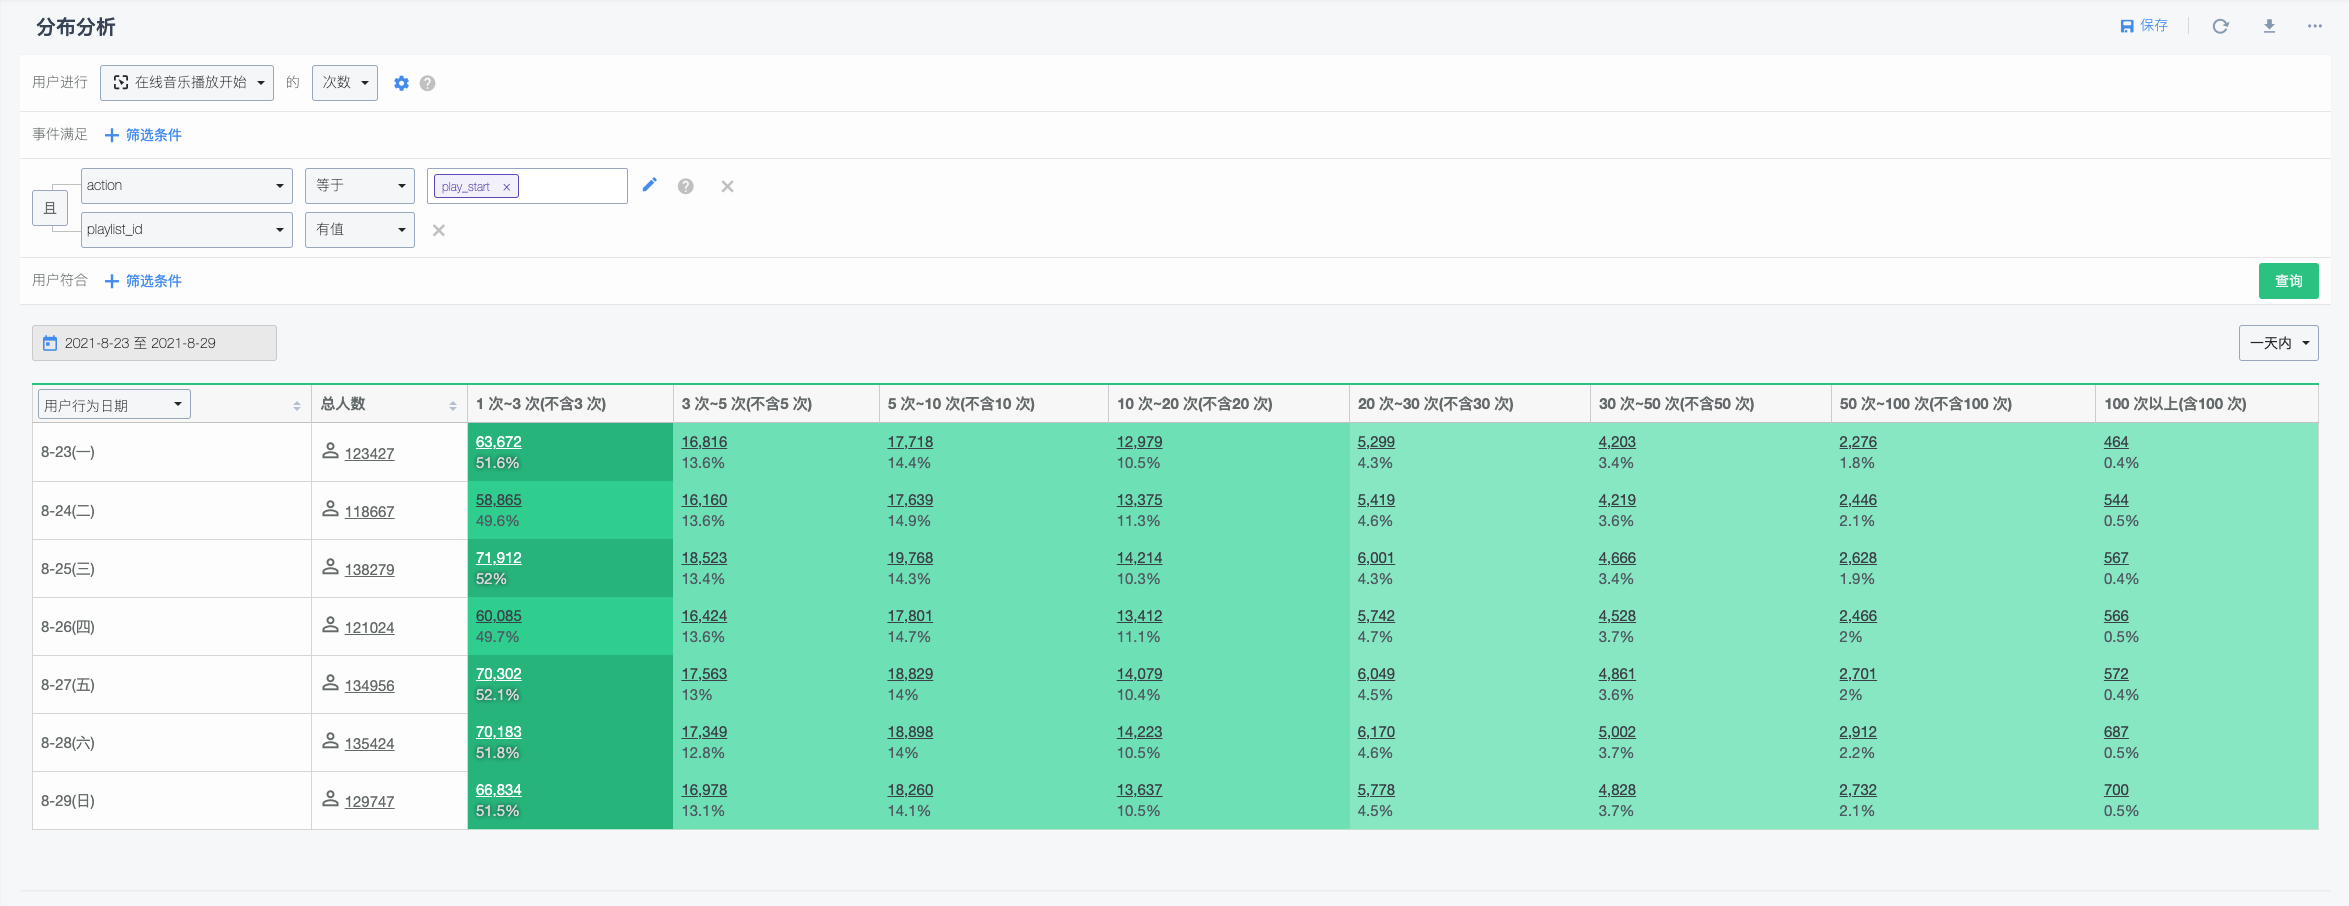 分布分析
保存
用户进行 在线音乐播放开始 的 次数
事件满足 筛选条件
且
action 等于 play_start ×
playlist_id 有值
用户符合 筛选条件
查询
2021-8-23 至 2021-8-29
一天内
用户行为日期 总人数 1 次~3 次(不含3 次) 3 次~5 次(不含5 次) 5 次~10 次(不含10 次) 10 次~20 次(不含20 次) 20 次~30 次(不含30 次) 30 次~50 次(不含50 次) 50 次~100 次(不含100 次) 100 次以上(含100 次)
8-23(一) 123427 63,672 16,816 17,718 12,979 5,299 4,203 2,276 464
51.6% 13.6% 14.4% 10.5% 4.3% 3.4% 1.8% 0.4%
8-24(二) 118667 58,865 16,160 17,639 13,375 5,419 4,219 2,446 544
49.6% 13.6% 14.9% 11.3% 4.6% 3.6% 2.1% 0.5%
8-25(三) 138279 71,912 18,523 19,768 14,214 6,001 4,666 2,628 567
52% 13.4% 14.3% 10.3% 4.3% 3.4% 1.9% 0.4%
8-26(四) 121024 60,085 16,424 17,801 13,412 5,742 4,528 2,466 566
49.7% 13.6% 14.7% 11.1% 4.7% 3.7% 2% 0.5%
8-27(五) 134956 70,302 17,563 18,829 14,079 6,049 4,861 2,701 572
52.1% 13% 14% 10.4% 4.5% 3.6% 2% 0.4%
8-28(六) 135424 70,183 17,349 18,898 14,223 6,170 5,002 2,912 687
51.8% 12.8% 14% 10.5% 4.6% 3.7% 2.2% 0.5%
8-29(日) 129747 66,834 16,978 18,260 13,637 5,778 4,828 2,732 700
51.5% 13.1% 14.1% 10.5% 4.5% 3.7% 2.1% 0.5%